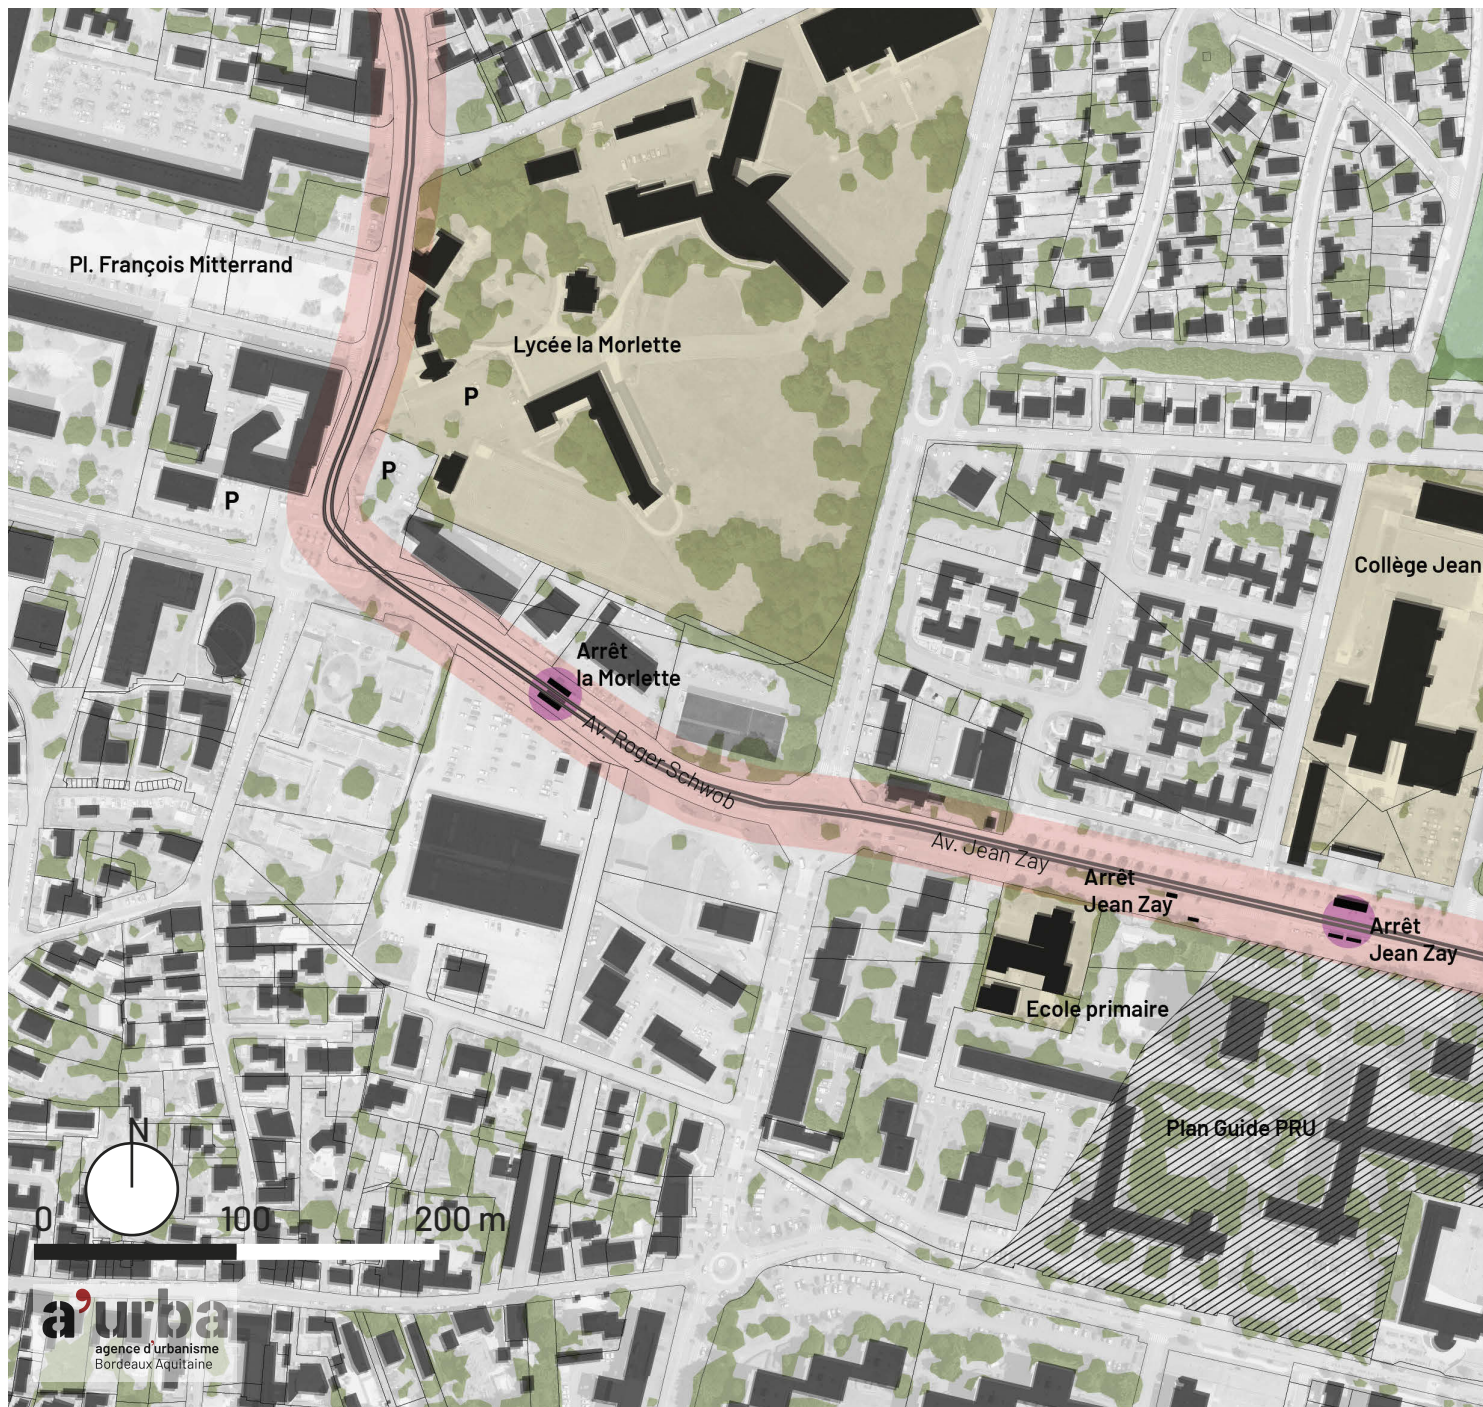 Pl. François Mitterrand
Lycée la Morlette
P
P
P
Collège Jean
Arrêt
la Morlette
Av. Roger Schwob
Av. Jean Zay
Arrêt
Jean Zay
Arrêt
Jean Zay
Ecole primaire
Plan Guide PRU
N
0 100 200 m
a'urba
agence d'urbanisme
Bordeaux Aquitaine